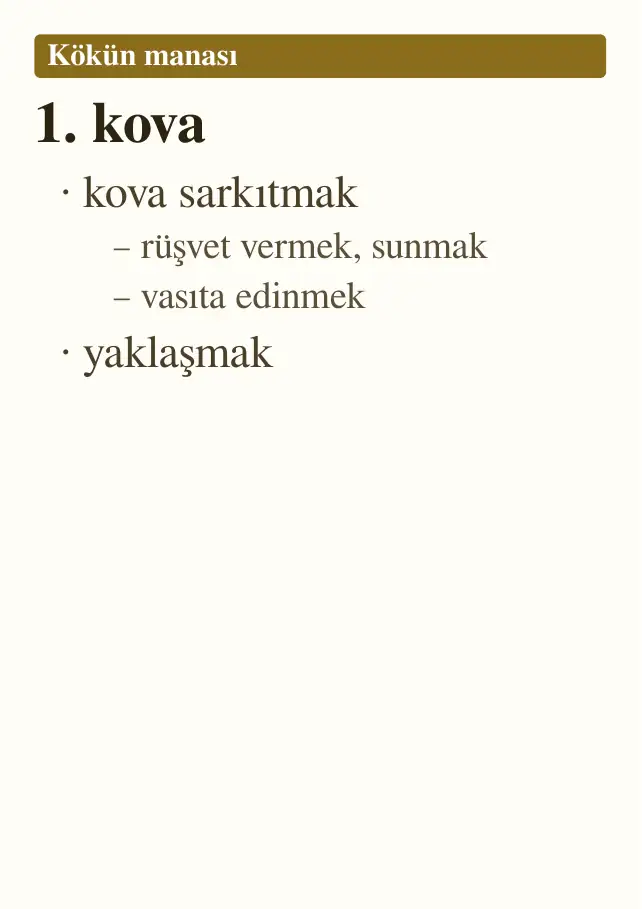 Kökün manası
1. kova
· kova sarkıtmak
– rüşvet vermek, sunmak
– vasıta edinmek
· yaklaşmak